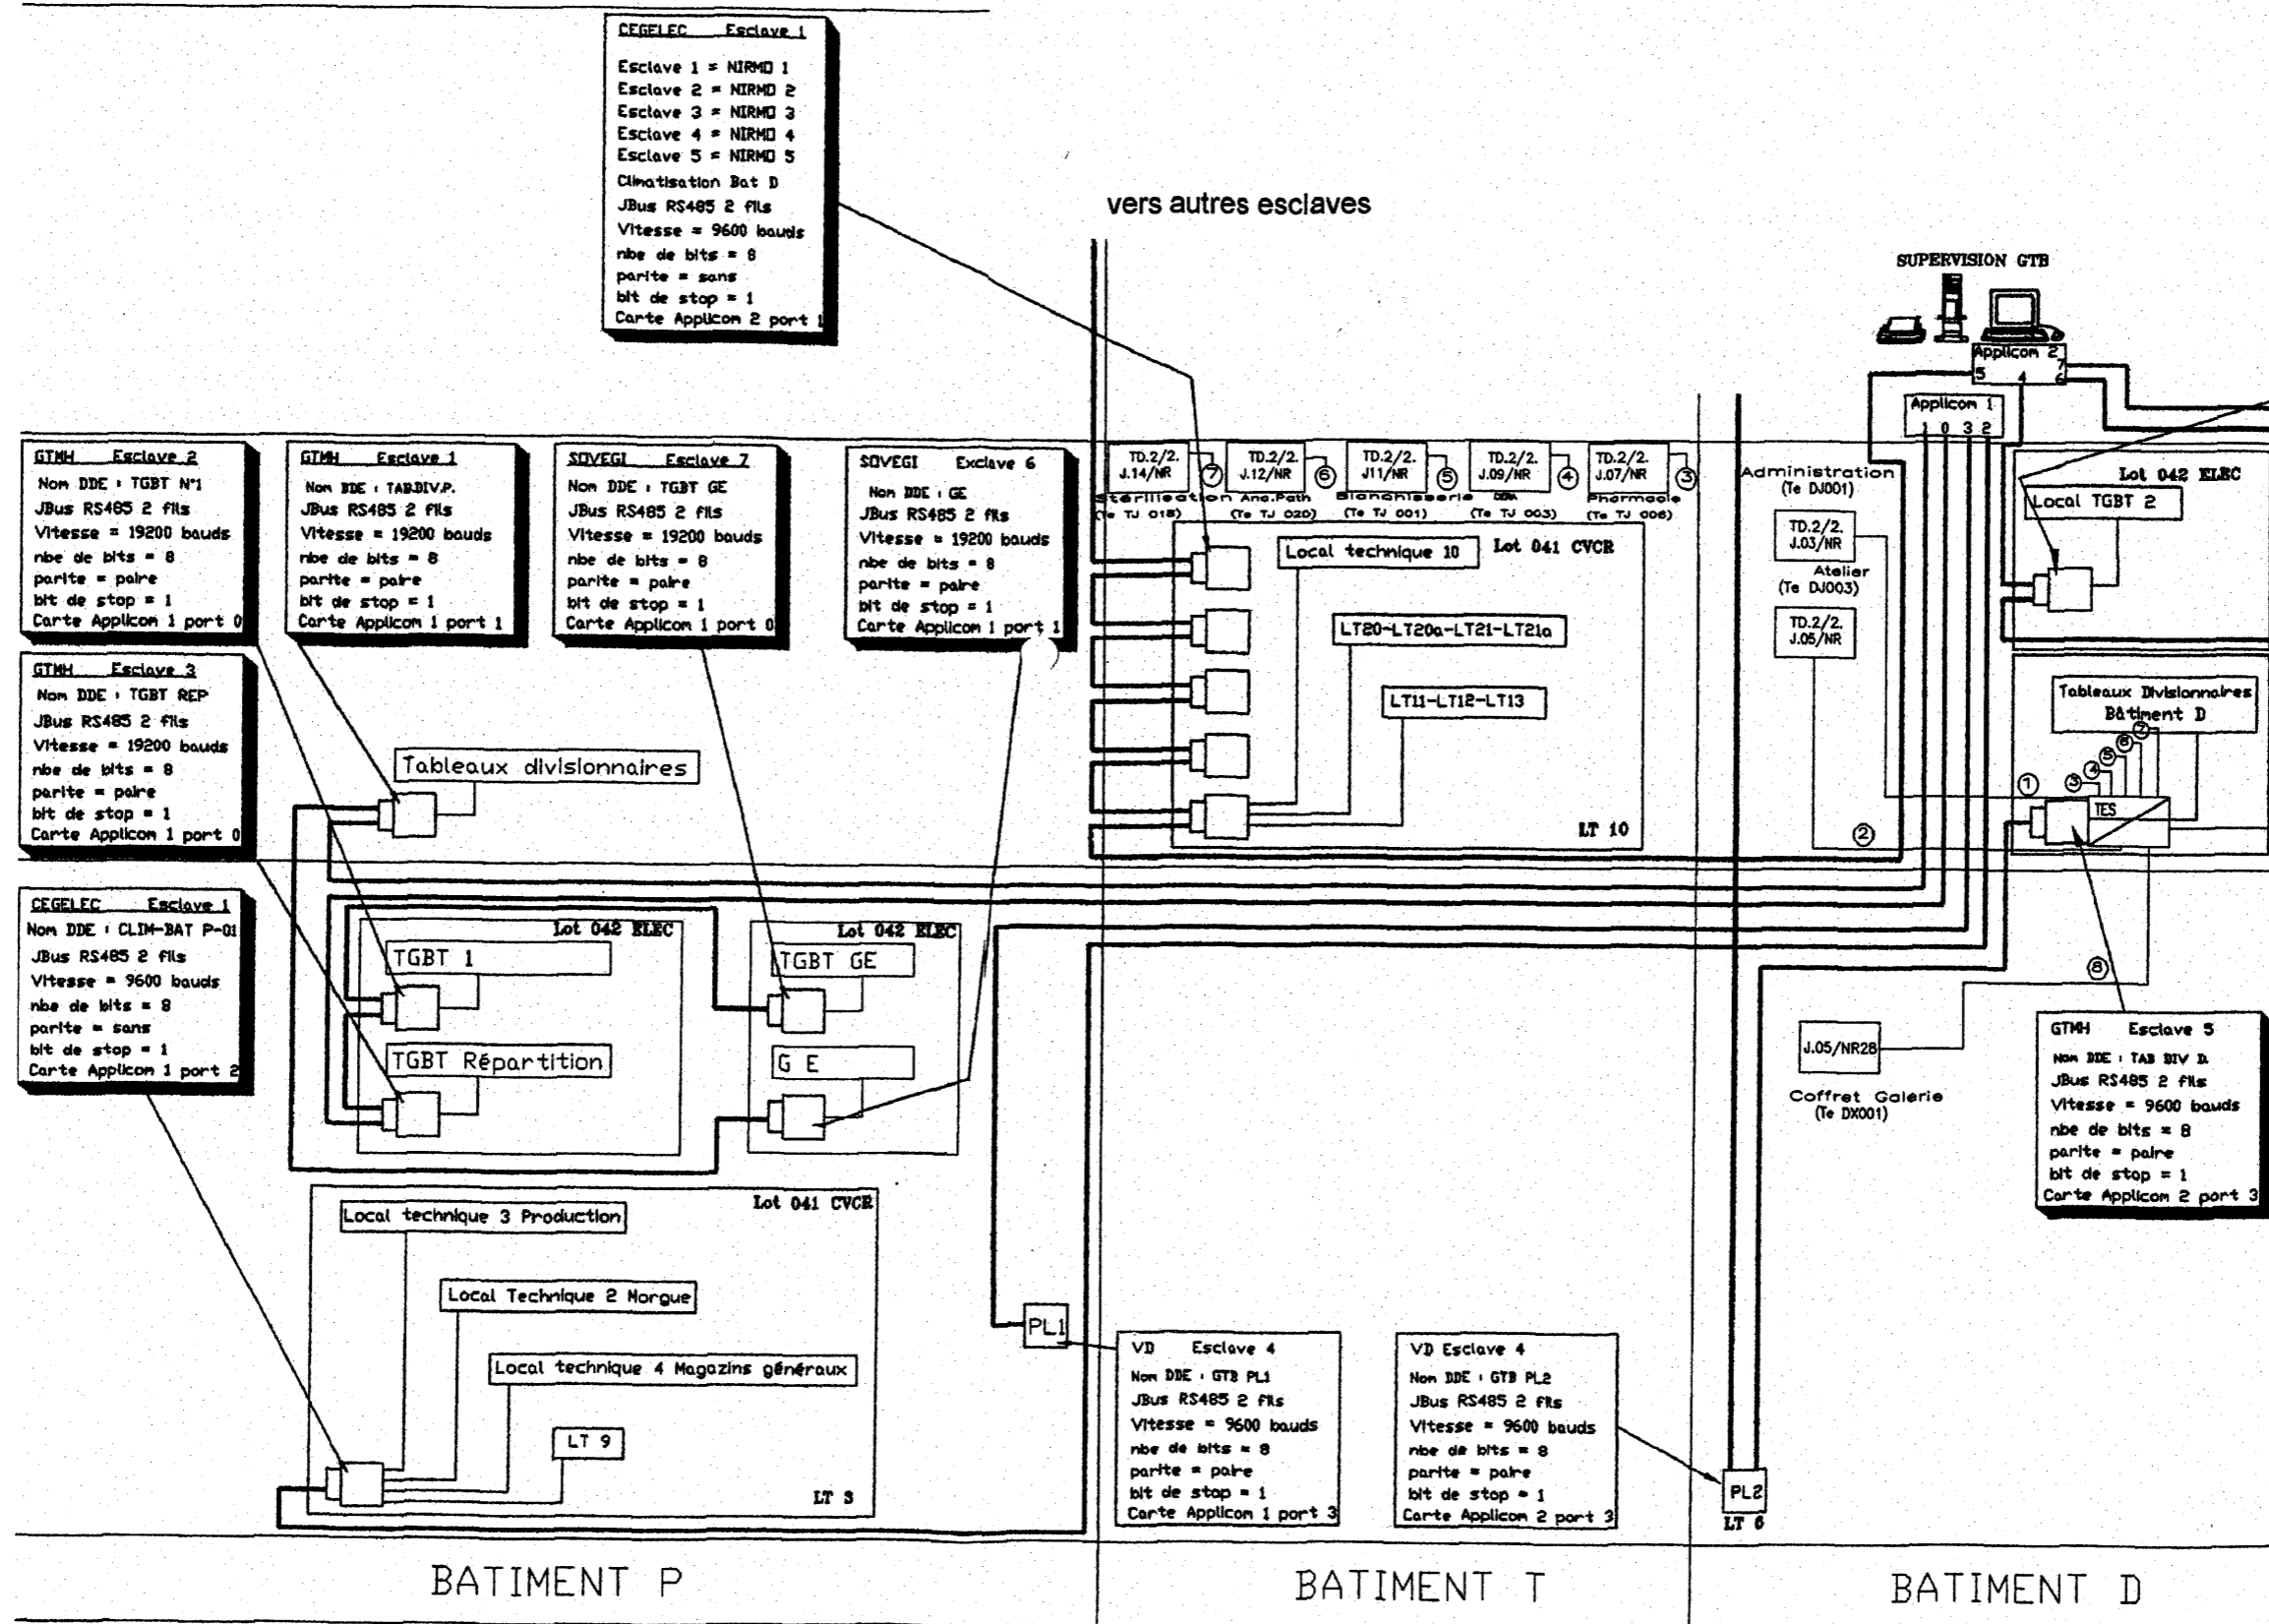 CEGELEC Esclave 1
Esclave 1 = NIRMO 1
Esclave 2 = NIRMO 2
Esclave 3 = NIRMO 3
Esclave 4 = NIRMO 4
Esclave 5 = NIRMO 5
Climatisation Bat D
JBus RS485 2 fils
Vitesse = 9600 bauds
nbe de bits = 8
parite = sans
bit de stop = 1
Carte Applicom 2 port 1
vers autres esclaves
SUPERVISION GTB
Applicom 2
5 4 7
6
Applicom 1
1 0 3 2
GTMH Esclave 2
Nom DDE : TGBT N°1
JBus RS485 2 fils
Vitesse = 19200 bauds
nbe de bits = 8
parite = paire
bit de stop = 1
Carte Applicom 1 port 0
GTMH Esclave 1
Nom DDE : TAB.DIV.P.
JBus RS485 2 fils
Vitesse = 19200 bauds
nbe de bits = 8
parite = paire
bit de stop = 1
Carte Applicom 1 port 1
SOVEGI Esclave 7
Nom DDE : TGBT GE
JBus RS485 2 fils
Vitesse = 19200 bauds
nbe de bits = 8
parite = paire
bit de stop = 1
Carte Applicom 1 port 0
SOVEGI Exclave 6
Nom DDE : GE
JBus RS485 2 fils
Vitesse = 19200 bauds
nbe de bits = 8
parite = paire
bit de stop = 1
Carte Applicom 1 port 1
TD.2/2.
J.14/NR
7
Stérilisation
(Te TJ 018)
TD.2/2.
J.12/NR
6
Ana.Path
(Te TJ 020)
TD.2/2.
J11/NR
5
Blanchisserie
(Te TJ 001)
TD.2/2.
J.09/NR
4
(Te TJ 003)
TD.2/2.
J.07/NR
3
Pharmacie
(Te TJ 006)
Local technique 10
Lot 041 CVCR
LT20-LT20a-LT21-LT21a
LT11-LT12-LT13
LT 10
Administration
(Te DJ001)
TD.2/2.
J.03/NR
Atelier
(Te DJ003)
TD.2/2.
J.05/NR
Lot 042 ELEC
Local TGBT 2
Tableaux Divisionnaires
Bâtiment D
7
6
5
4
3
1
TES
2
8
GTMH Esclave 3
Nom DDE : TGBT REP
JBus RS485 2 fils
Vitesse = 19200 bauds
nbe de bits = 8
parite = paire
bit de stop = 1
Carte Applicom 1 port 0
Tableaux divisionnaires
CEGELEC Esclave 1
Nom DDE : CLIM-BAT P-01
JBus RS485 2 fils
Vitesse = 9600 bauds
nbe de bits = 8
parite = sans
bit de stop = 1
Carte Applicom 1 port 2
Lot 042 ELEC
TGBT 1
TGBT Répartition
Lot 042 ELEC
TGBT GE
G E
J.05/NR28
Coffret Galerie
(Te DX001)
GTMH Esclave 5
Nom DDE : TAB DIV D.
JBus RS485 2 fils
Vitesse = 9600 bauds
nbe de bits = 8
parite = paire
bit de stop = 1
Carte Applicom 2 port 3
Lot 041 CVCR
Local technique 3 Production
Local Technique 2 Morgue
Local technique 4 Magazins généraux
LT 9
LT 3
PL1
VD Esclave 4
Nom DDE : GTB PL1
JBus RS485 2 fils
Vitesse = 9600 bauds
nbe de bits = 8
parite = paire
bit de stop = 1
Carte Applicom 1 port 3
VD Esclave 4
Nom DDE : GTB PL2
JBus RS485 2 fils
Vitesse = 9600 bauds
nbe de bits = 8
parite = paire
bit de stop = 1
Carte Applicom 2 port 3
PL2
LT 6
BATIMENT P
BATIMENT T
BATIMENT D